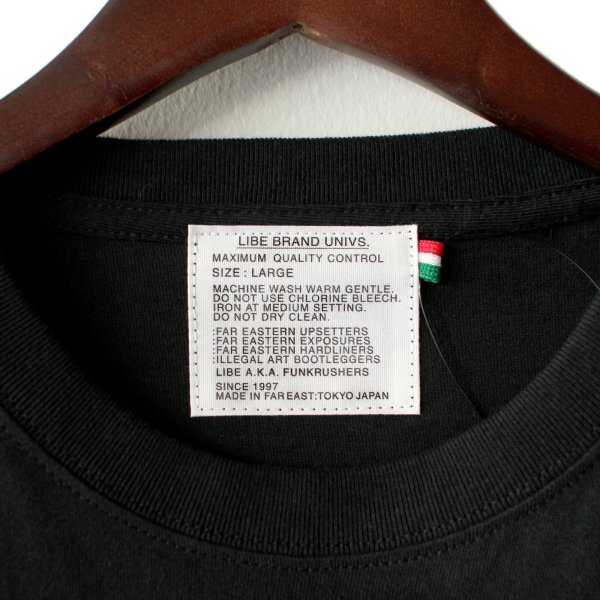 LIBE BRAND UNIVS.
MAXIMUM QUALITY CONTROL
SIZE : LARGE
MACHINE WASH WARM GENTLE.
DO NOT USE CHLORINE BLEECH.
IRON AT MEDIUM SETTING.
DO NOT DRY CLEAN.
:FAR EASTERN UPSETTERS
:FAR EASTERN EXPOSURES
:FAR EASTERN HARDLINERS
:ILLEGAL ART BOOTLEGGERS
LIBE A.K.A. FUNKRUSHERS
SINCE 1997
MADE IN FAR EAST:TOKYO JAPAN